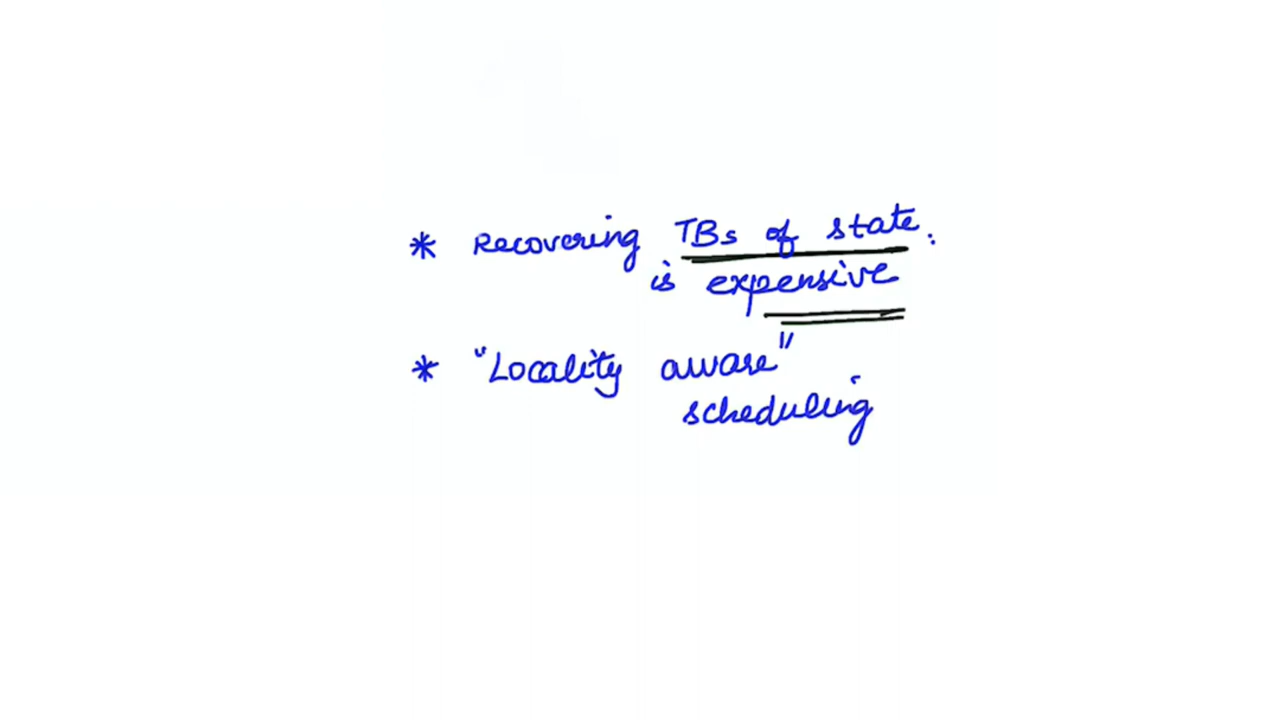 * Recovering TBs of state.
is expensive
* "Locality aware"
scheduling